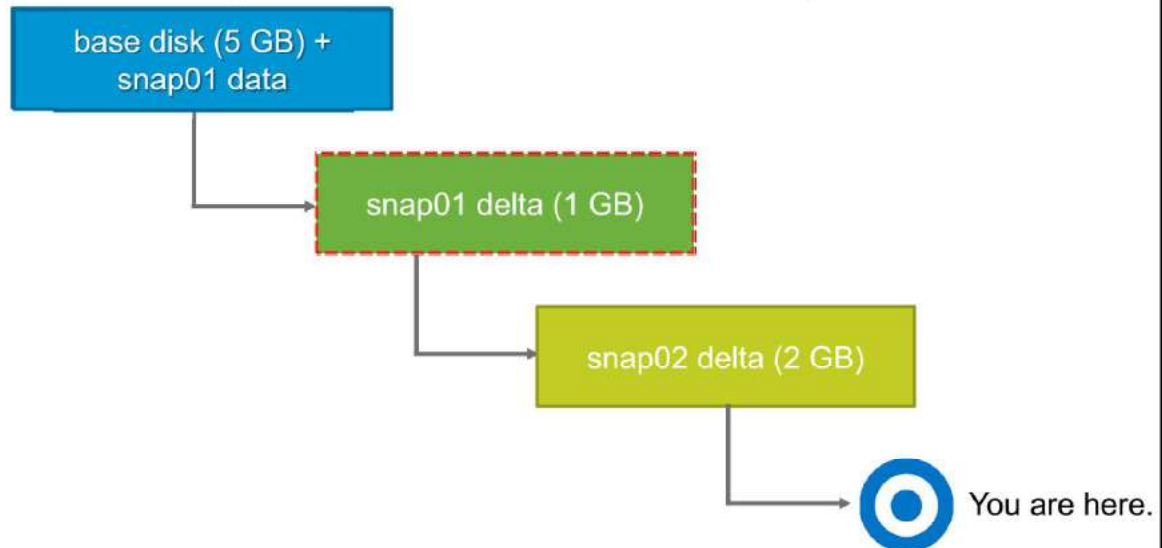 base disk (5 GB) +
snap01 data
snap01 delta (1 GB)
snap02 delta (2 GB)
You are here.